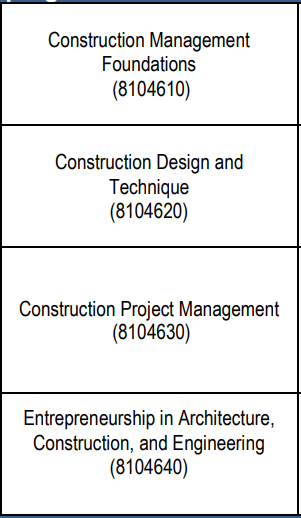 Construction Management
Foundations
(8104610)
Construction Design and
Technique
(8104620)
Construction Project Management
(8104630)
Entrepreneurship in Architecture,
Construction, and Engineering
(8104640)